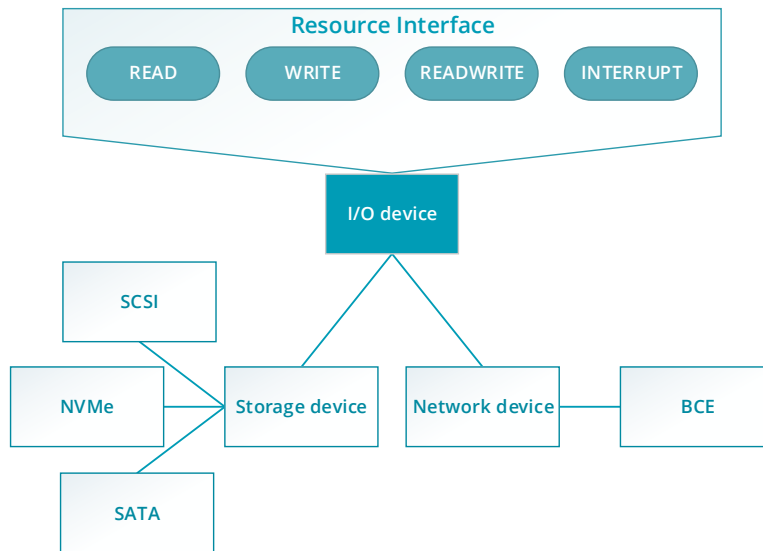 Resource Interface
READ
WRITE
READWRITE
INTERRUPT
I/O device
SCSI
NVMe
Storage device
Network device
BCE
SATA